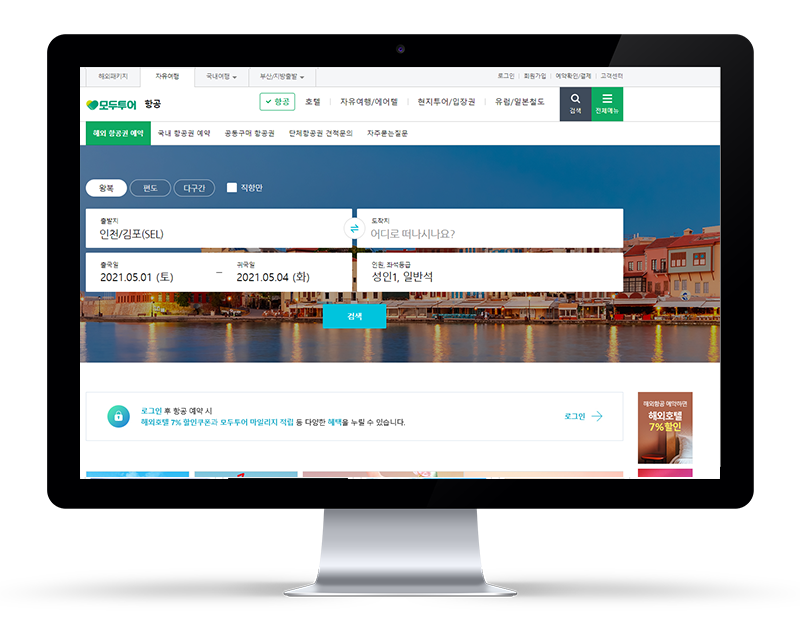 해외패키지 자유여행 국내여행 부산/지방출발 로그인 회원가입 예약확인/결제 고객센터
모두투어 항공 항공 호텔 자유여행/에어텔 현지투어/입장권 유럽/일본철도 검색 전체메뉴
해외 항공권 예약 국내 항공권 예약 공동구매 항공권 단체항공권 견적문의 자주묻는질문
왕복 편도 다구간 직항만
출발지 도착지
인천/김포(SEL) 어디로 떠나시나요?
출국일 귀국일 인원, 좌석등급
2021.05.01 (토) – 2021.05.04 (화) 성인1, 일반석
검색
로그인 후 항공 예약 시
해외호텔 7% 할인쿠폰과 모두투어 마일리지 적립 등 다양한 혜택을 누릴 수 있습니다.
로그인
해외항공 예약하면
해외호텔
7%할인